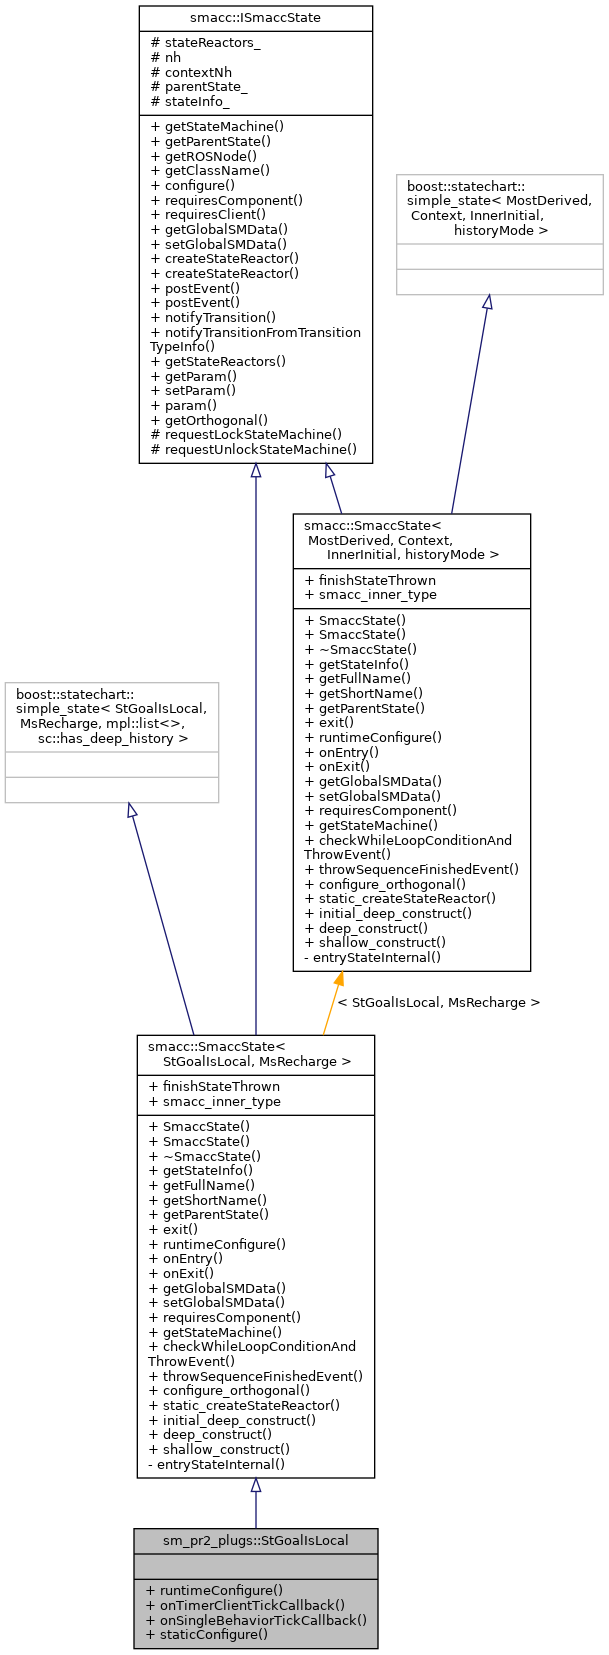 smacc::ISmaccState
# stateReactors_
# nh
# contextNh
# parentState_
# stateInfo_
+ getStateMachine()
+ getParentState()
+ getROSNode()
+ getClassName()
+ configure()
+ requiresComponent()
+ requiresClient()
+ getGlobalSMData()
+ setGlobalSMData()
+ createStateReactor()
+ createStateReactor()
+ postEvent()
+ postEvent()
+ notifyTransition()
+ notifyTransitionFromTransition
TypeInfo()
+ getStateReactors()
+ getParam()
+ setParam()
+ param()
+ getOrthogonal()
# requestLockStateMachine()
# requestUnlockStateMachine()
boost::statechart::
simple_state< MostDerived,
Context, InnerInitial,
historyMode >
smacc::SmaccState<
MostDerived, Context,
InnerInitial, historyMode >
+ finishStateThrown
+ smacc_inner_type
+ SmaccState()
+ SmaccState()
+ ~SmaccState()
+ getStateInfo()
+ getFullName()
+ getShortName()
+ getParentState()
+ exit()
+ runtimeConfigure()
+ onEntry()
+ onExit()
+ getGlobalSMData()
+ setGlobalSMData()
+ requiresComponent()
+ getStateMachine()
+ checkWhileLoopConditionAnd
ThrowEvent()
+ throwSequenceFinishedEvent()
+ configure_orthogonal()
+ static_createStateReactor()
+ initial_deep_construct()
+ deep_construct()
+ shallow_construct()
- entryStateInternal()
boost::statechart::
simple_state< StGoalIsLocal,
MsRecharge, mpl::list<>,
sc::has_deep_history >
< StGoalIsLocal, MsRecharge >
smacc::SmaccState<
StGoalIsLocal, MsRecharge >
+ finishStateThrown
+ smacc_inner_type
+ SmaccState()
+ SmaccState()
+ ~SmaccState()
+ getStateInfo()
+ getFullName()
+ getShortName()
+ getParentState()
+ exit()
+ runtimeConfigure()
+ onEntry()
+ onExit()
+ getGlobalSMData()
+ setGlobalSMData()
+ requiresComponent()
+ getStateMachine()
+ checkWhileLoopConditionAnd
ThrowEvent()
+ throwSequenceFinishedEvent()
+ configure_orthogonal()
+ static_createStateReactor()
+ initial_deep_construct()
+ deep_construct()
+ shallow_construct()
- entryStateInternal()
sm_pr2_plugs::StGoalIsLocal
+ runtimeConfigure()
+ onTimerClientTickCallback()
+ onSingleBehaviorTickCallback()
+ staticConfigure()